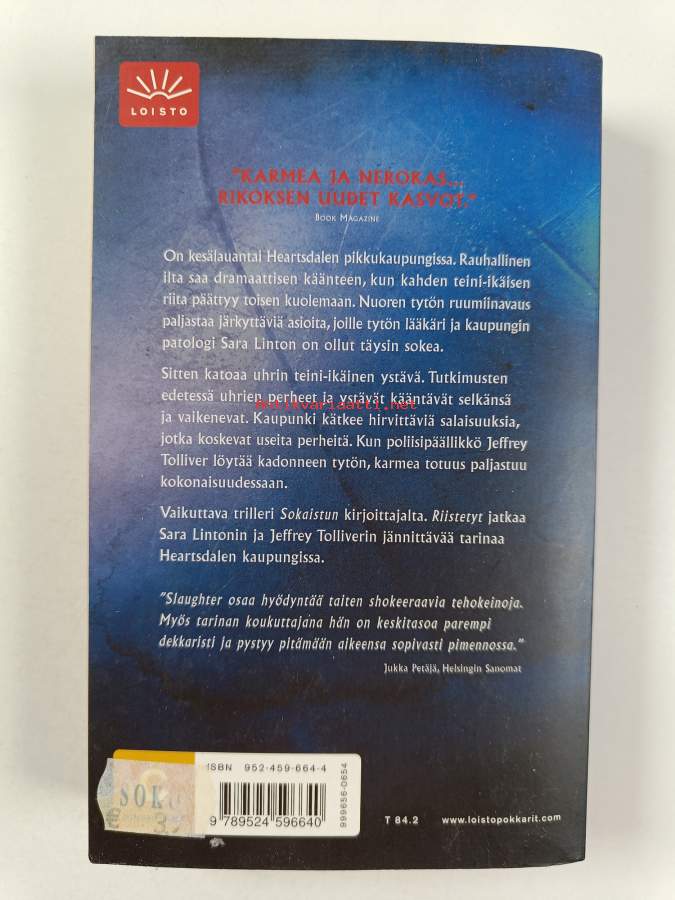 LOISTO
"KARMEA JA NEROKAS...
RIKOKSEN UUDET KASVOT."
BOOK MAGAZINE
On kesälauantai Heartsdalen pikkukaupungissa. Rauhallinen
ilta saa dramaattisen käänteen, kun kahden teini-ikäisen
riita päättyy toisen kuolemaan. Nuoren tytön ruumiinavaus
paljastaa järkyttäviä asioita, joille tytön lääkäri ja kaupungin
patologi Sara Linton on ollut täysin sokea.
Sitten katoaa uhrin teini-ikäinen ystävä. Tutkimusten
edetessä uhrien perheet ja ystävät kääntävät selkänsä
antikvariaatti.net
ja vaikenevat. Kaupunki kätkee hirvittäviä salaisuuksia,
jotka koskevat useita perheitä. Kun poliisipäällikkö Jeffrey
Tolliver löytää kadonneen tytön, karmea totuus paljastuu
kokonaisuudessaan.
Vaikuttava trilleri Sokaistun kirjoittajalta. Riistetyt jatkaa
Sara Lintonin ja Jeffrey Tolliverin jännittävää tarinaa
Heartsdalen kaupungissa.
"Slaughter osaa hyödyntää taiten shokeeraavia tehokeinoja.
Myös tarinan koukuttajana hän on keskitasoa parempi
dekkaristi ja pystyy pitämään aikeensa sopivasti pimennossa."
JUKKA PETÄJÄ, HELSINGIN SANOMAT
ISBN 952-459-664-4
SOK
€ 3
9 789524 596640
999656-0654
T 84.2
www.loistopokkarit.com